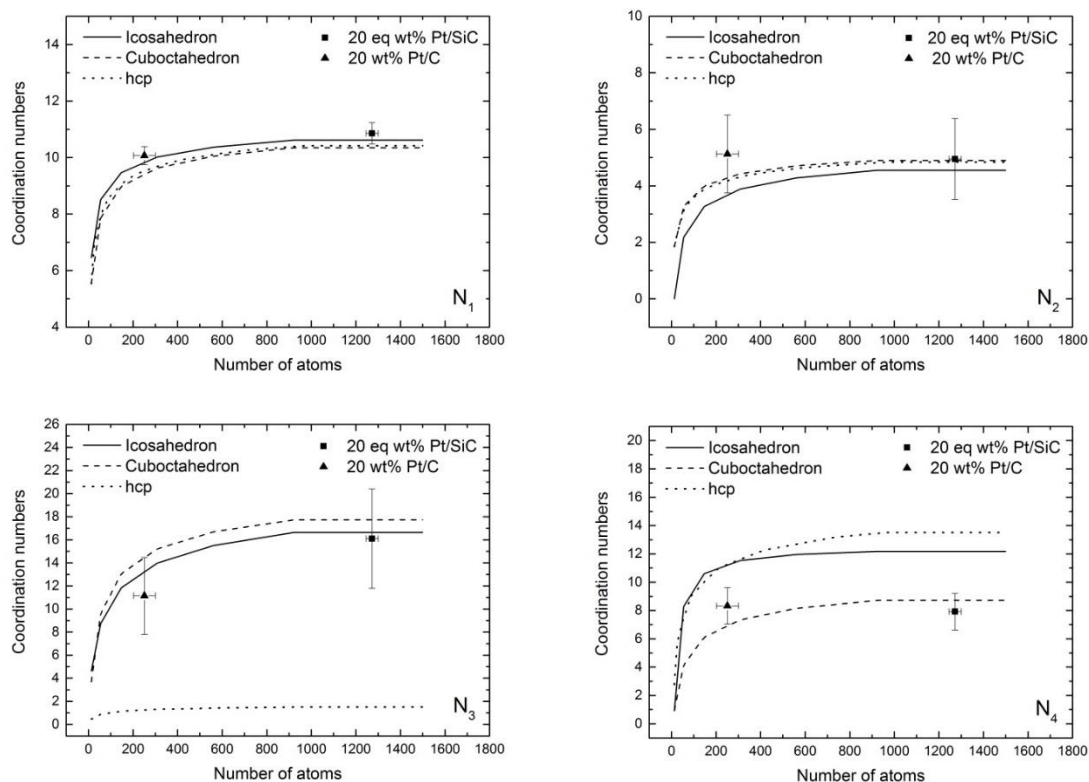 14
12
10
8
6
4
Coordination numbers
Icosahedron
Cuboctahedron
hcp
20 eq wt% Pt/SiC
20 wt% Pt/C
N1
0 200 400 600 800 1000 1200 1400 1600 1800
Number of atoms
10
8
6
4
2
0
Coordination numbers
Icosahedron
Cuboctahedron
hcp
20 eq wt% Pt/SiC
20 wt% Pt/C
N2
0 200 400 600 800 1000 1200 1400 1600 1800
Number of atoms
26
24
22
20
18
16
14
12
10
8
6
4
2
0
Coordination numbers
Icosahedron
Cuboctahedron
hcp
20 eq wt% Pt/SiC
20 wt% Pt/C
N3
0 200 400 600 800 1000 1200 1400 1600 1800
Number of atoms
20
18
16
14
12
10
8
6
4
2
0
Coordination numbers
Icosahedron
Cuboctahedron
hcp
20 eq wt% Pt/SiC
20 wt% Pt/C
N4
0 200 400 600 800 1000 1200 1400 1600 1800
Number of atoms